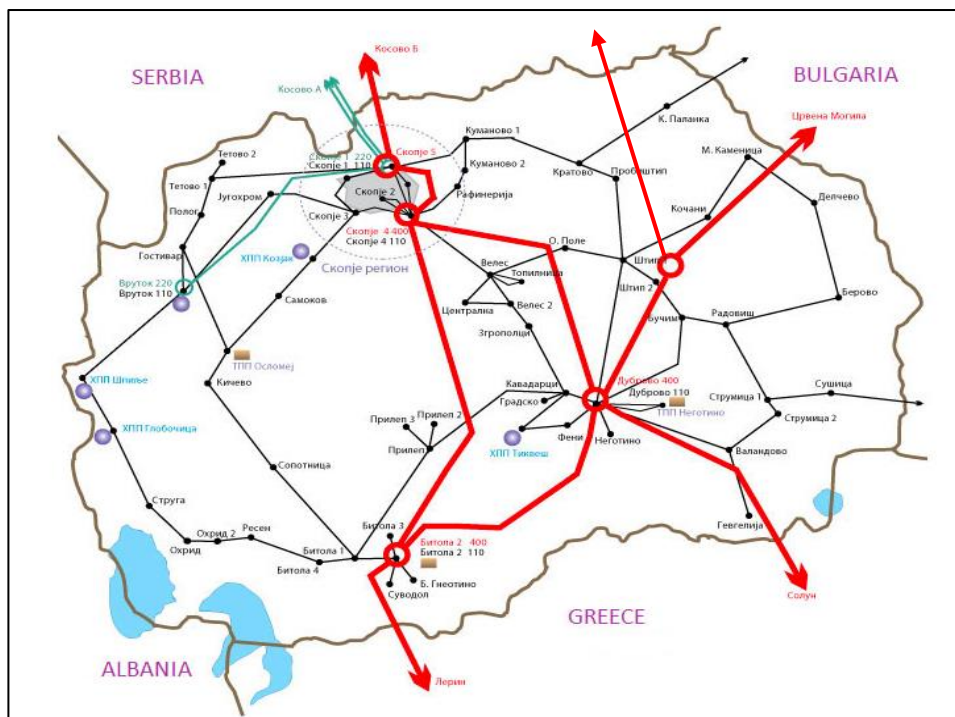 Косово Б
SERBIA
BULGARIA
Косово А
Црвена Могила
К. Паланка
Куманово 1
Скопје 5
Тетово 2
Скопје 1 220
Скопје 1 110
Куманово 2
М. Каменица
Тетово 1
Кратово
Пробиштип
Југохром
Скопје 2
Рафинерија
Делчево
Полог
Скопје 3
Кочани
Скопје 4 400
Скопје 4 110
Гостивар
ХПП Козјак
О. Поле
Скопје регион
Велес
Штип 1
Топилница
Вруток 220
Вруток 110
Штип 2
Самоков
Централна
Велес 2
Берово
Згрополци
Бучим
Радовиш
ТПП Осломеј
ХПП Шпиље
Кичево
Кавадарци
Дуброво 400
Дуброво 110
Сушица
Градско
ТПП Неготино
Струмица 1
Прилеп 3
Прилеп 2
Струмица 2
ХПП Глобочица
Фени
Неготино
Прилеп
ХПП Тиквеш
Валандово
Сопотница
Струга
Гевгелија
Битола 3
Охрид 2
Ресен
Охрид
Битола 1
Битола 2 400
Битола 2 110
Битола 4
Б. Гнеотино
Суводол
Солун
GREECE
ALBANIA
Лерин